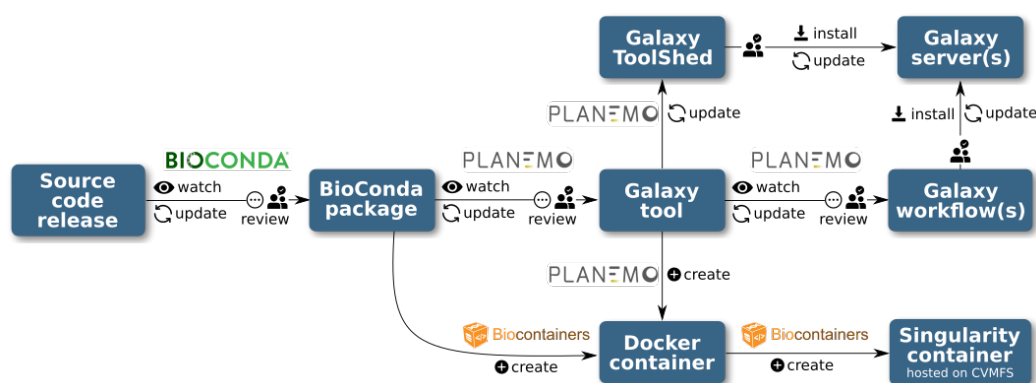 Galaxy
ToolShed
install
update
Galaxy
server(s)
PLANEMO
update
install
update
Source
code
release
BIOCONDA
watch
update
review
BioConda
package
PLANEMO
watch
update
review
Galaxy
tool
PLANEMO
watch
update
review
Galaxy
workflow(s)
PLANEMO
create
Biocontainers
create
Docker
container
Biocontainers
create
Singularity
container
hosted on CVMFS